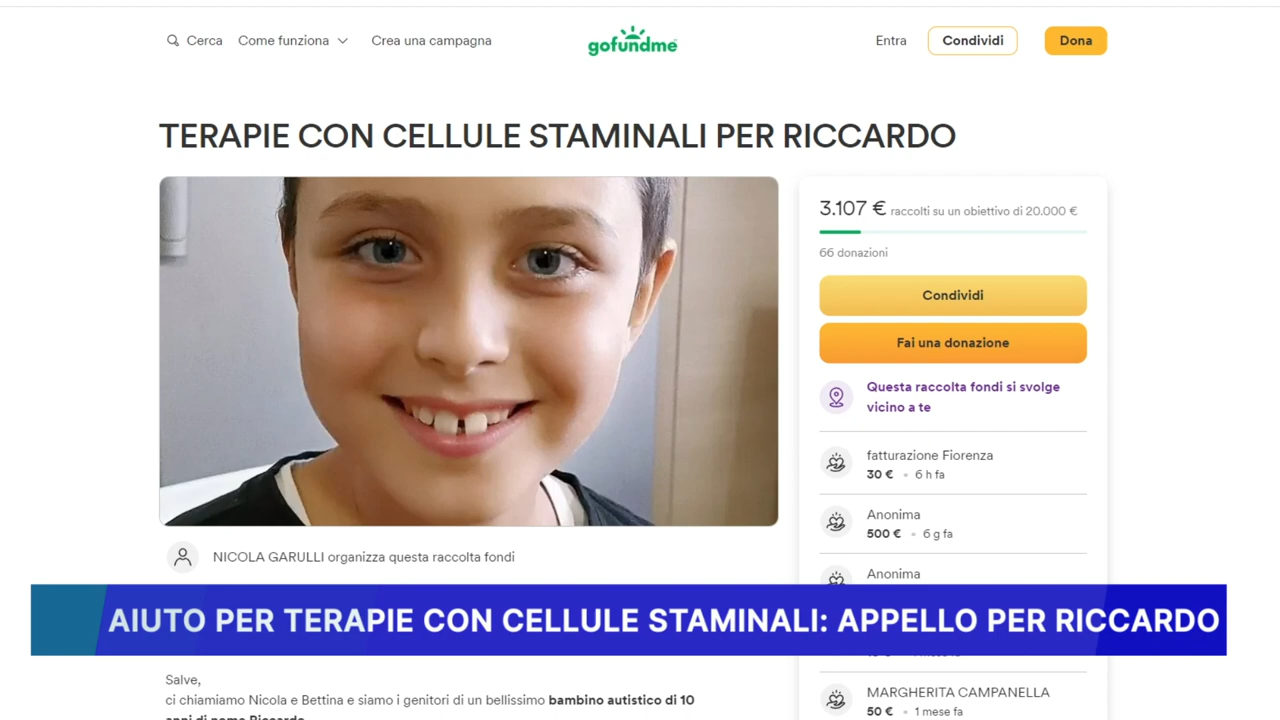 Cerca Come funziona Crea una campagna gofundme Entra Condividi Dona
TERAPIE CON CELLULE STAMINALI PER RICCARDO
3.107 € raccolti su un obiettivo di 20.000 €
66 donazioni
Condividi
Fai una donazione
Questa raccolta fondi si svolge
vicino a te
fatturazione Fiorenza
30 € • 6 h fa
Anonima
500 € • 6 g fa
Anonima
NICOLA GARULLI organizza questa raccolta fondi
AIUTO PER TERAPIE CON CELLULE STAMINALI: APPELLO PER RICCARDO
Salve,
ci chiamiamo Nicola e Bettina e siamo i genitori di un bellissimo bambino autistico di 10
anni di nome Riccardo
MARGHERITA CAMPANELLA
50 € • 1 mese fa